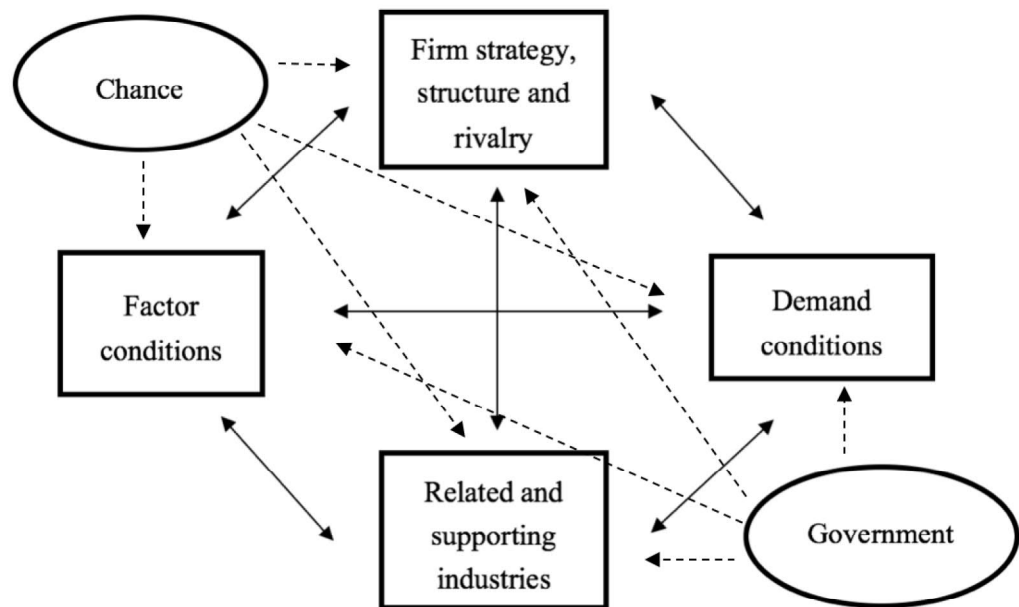 Chance
Firm strategy,
structure and
rivalry
Factor
conditions
Demand
conditions
Related and
supporting
industries
Government